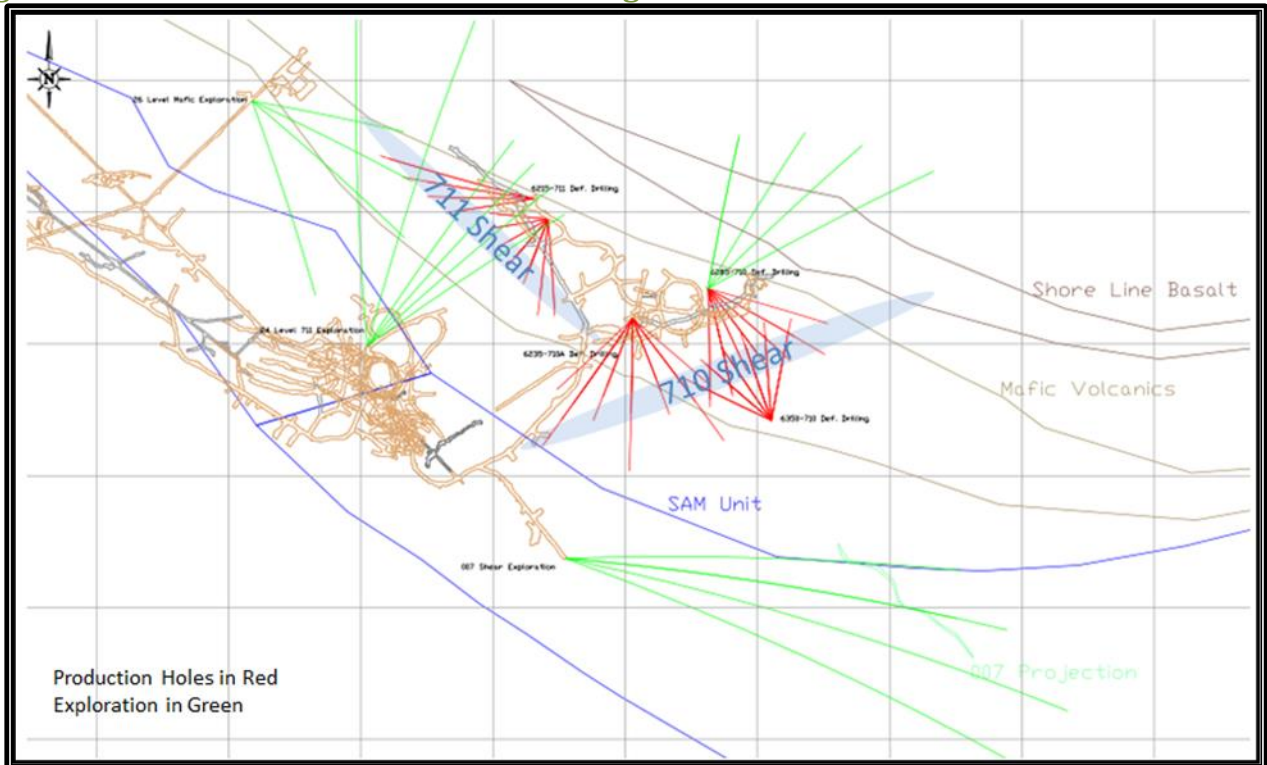 N
26 Level Mafic Exploration
6215-711 Def. Drilling
711 Shear
6285-710 Def. Drilling
Shore Line Basalt
24 Level 710 Exploration
6235-710A Def. Drilling
710 Shear
Mafic Volcanics
6350-710 Def. Drilling
SAM Unit
007 Shear Exploration
007 Projection
Production Holes in Red
Exploration in Green